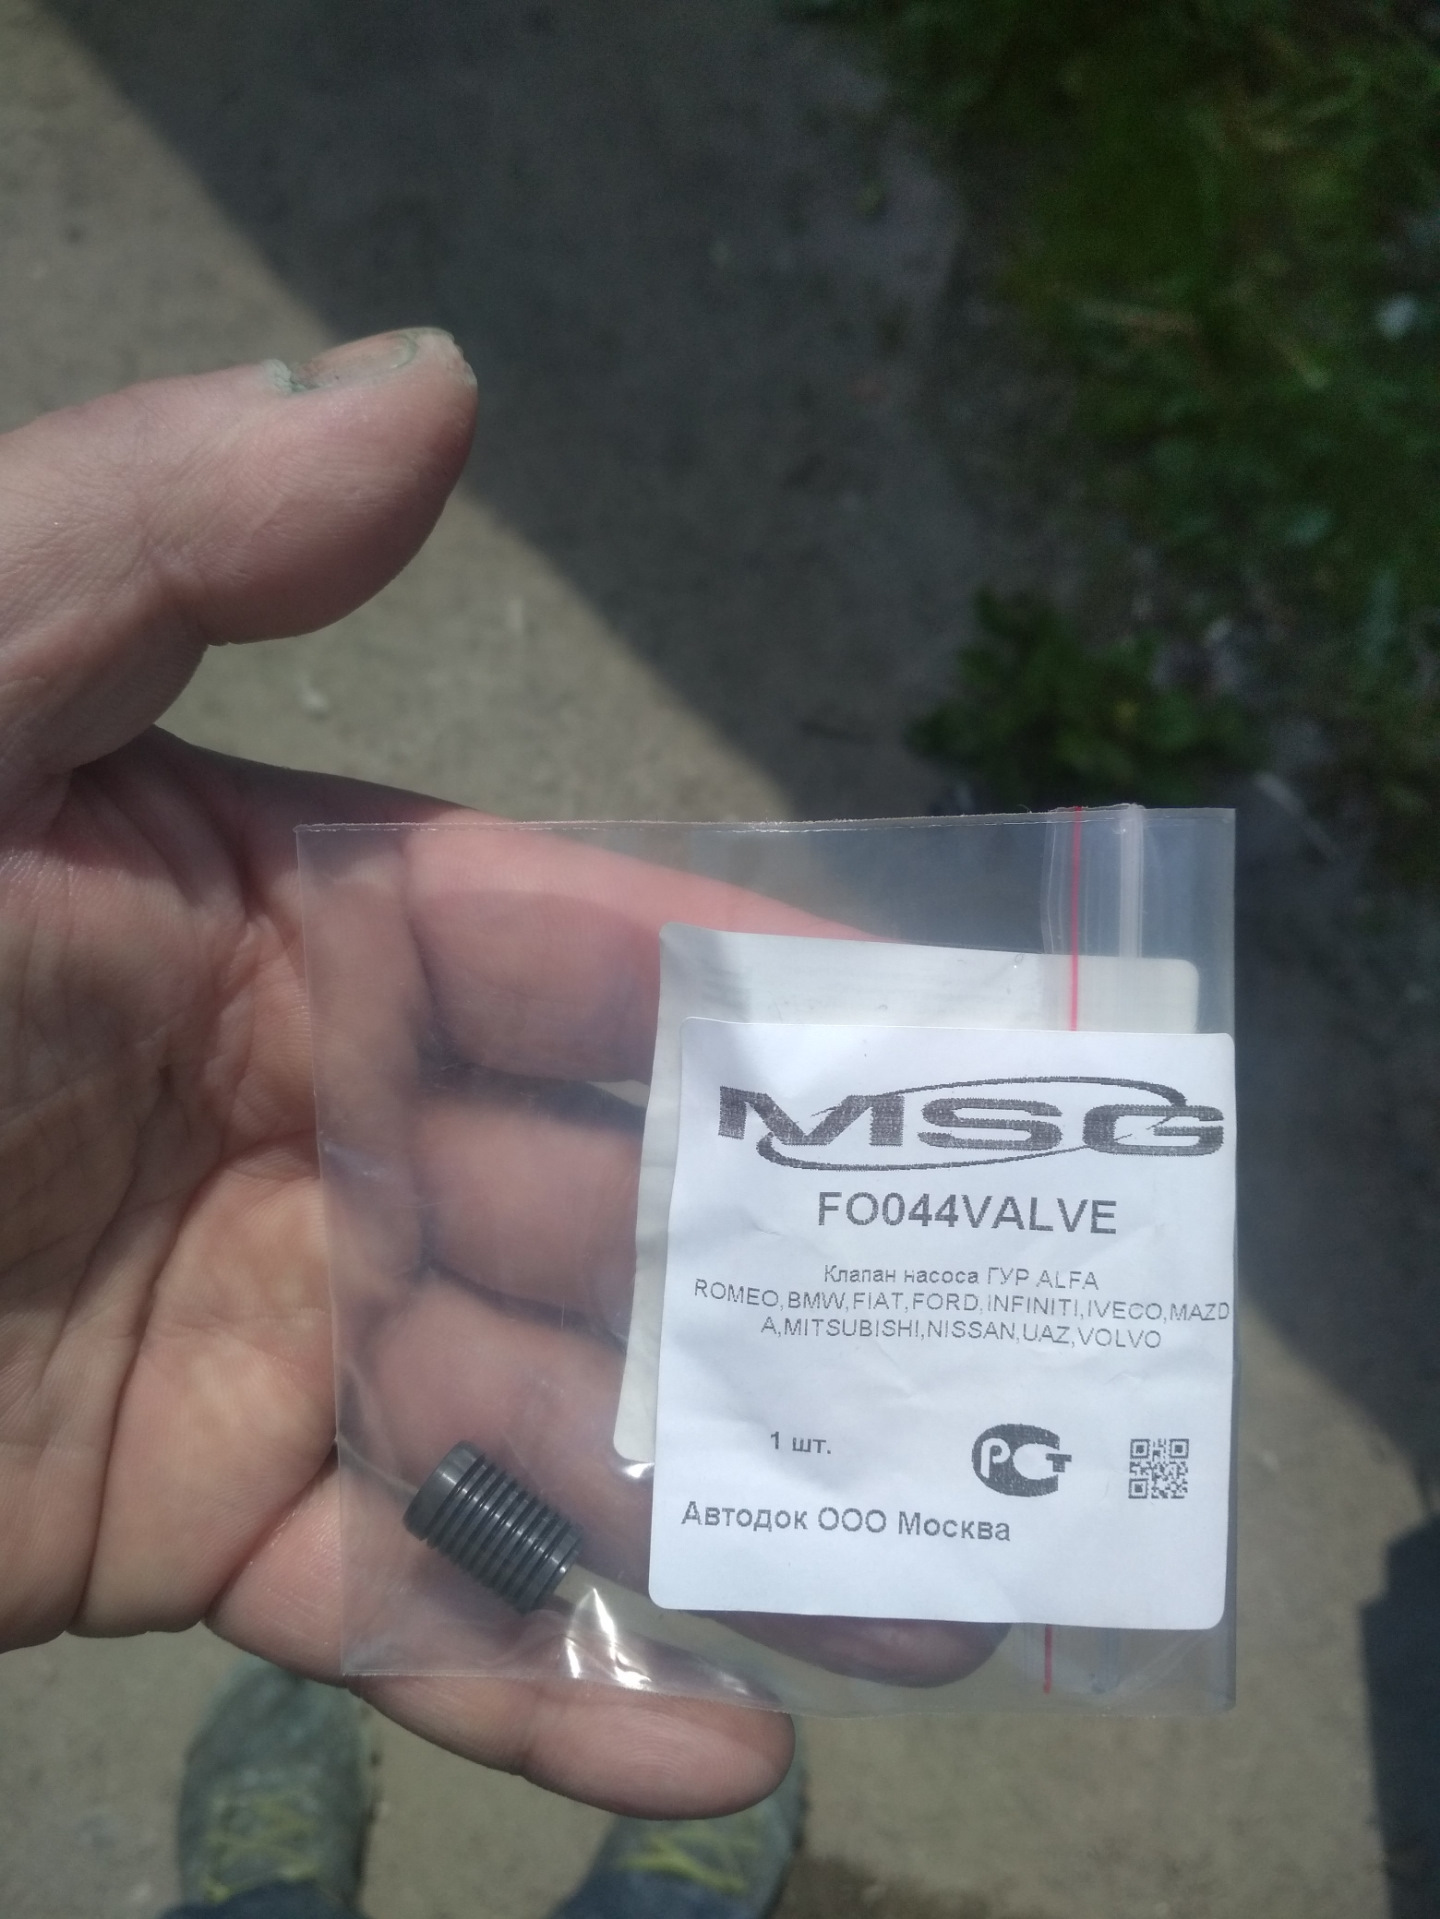 MSG
FO044VALVE
Клапан насоса ГУР ALFA
ROMEO,BMW,FIAT,FORD,INFINITI,IVECO,MAZD
A,MITSUBISHI,NISSAN,UAZ,VOLVO
1 шт.
РСТ
Автодок ООО Москва